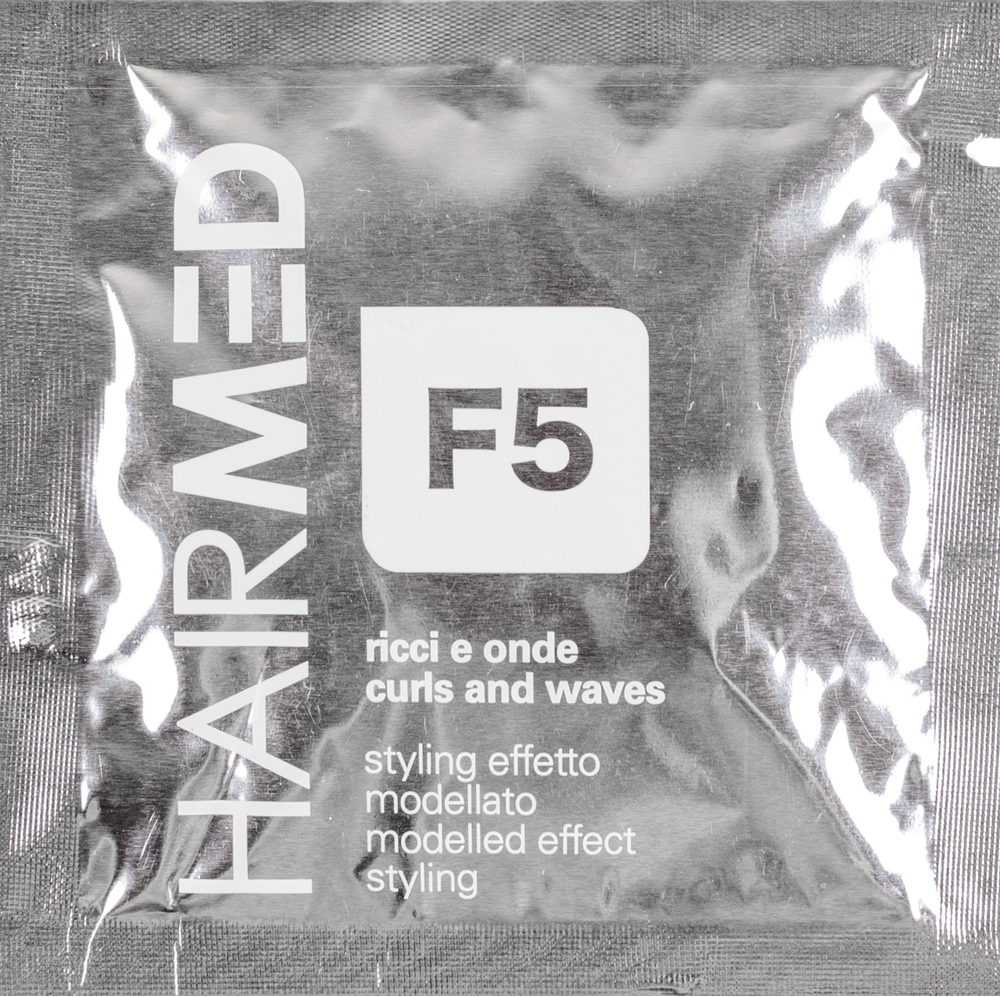 HAIRMED
F5
ricci e onde
curls and waves
styling effetto
modellato
modelled effect
styling